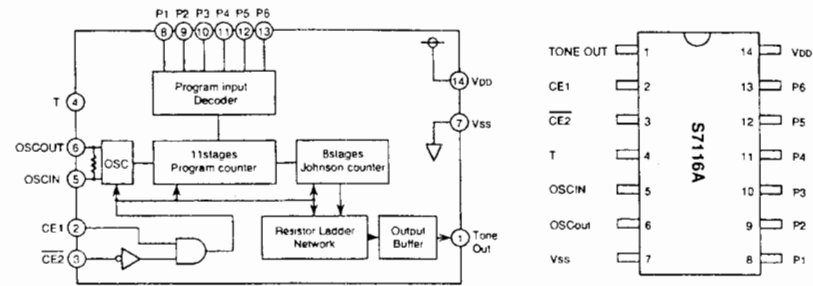 P1 P2 P3 P4 P5 P6
8 9 10 11 12 13
Program input
Decoder
14 VDD
T 4
7 Vss
OSCOUT 6
OSC
11stages
Program counter
8stages
Johnson counter
OSCIN 5
CE1 2
CE2 3
Resistor Ladder
Network
Output
Buffer
1 Tone
Out
TONE OUT 1 14 VDD
CE1 2 13 P6
CE2 3 12 P5
T 4 11 P4
OSCIN 5 10 P3
OSCout 6 9 P2
Vss 7 8 P1
S7116A